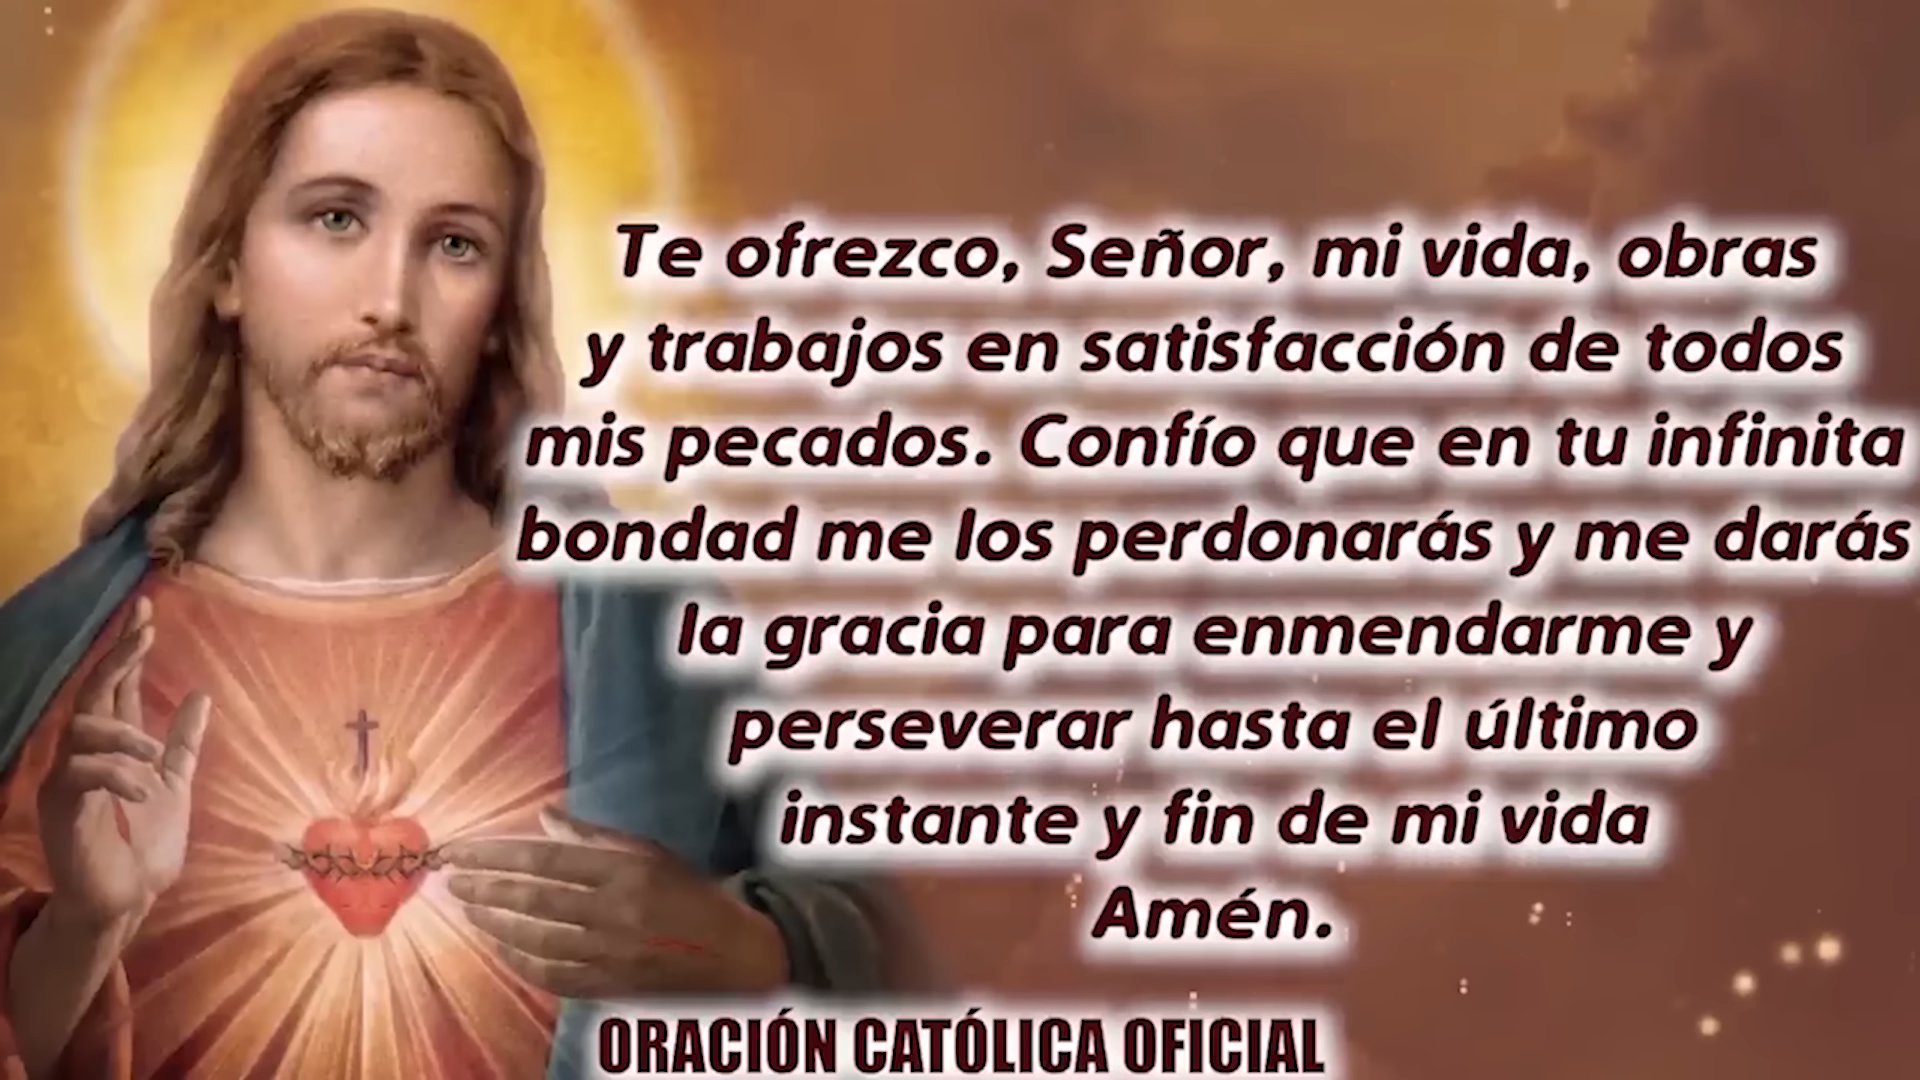 Te ofrezco, Señor, mi vida, obras
y trabajos en satisfacción de todos
mis pecados. Confío que en tu infinita
bondad me los perdonarás y me darás
la gracia para enmendarme y
perseverar hasta el último
instante y fin de mi vida
Amén.
ORACIÓN CATÓLICA OFICIAL